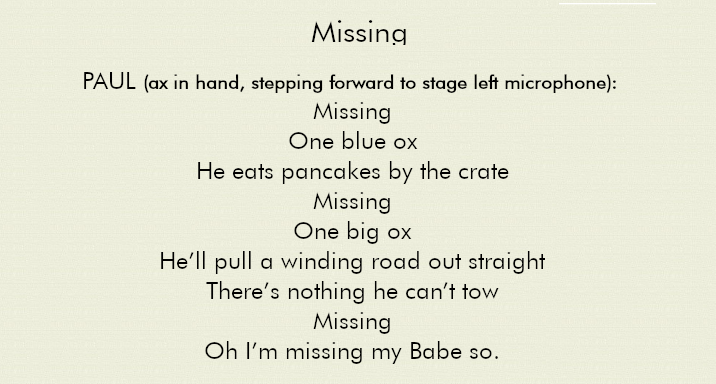 Missing
PAUL (ax in hand, stepping forward to stage left microphone):
Missing
One blue ox
He eats pancakes by the crate
Missing
One big ox
He’ll pull a winding road out straight
There’s nothing he can’t tow
Missing
Oh I’m missing my Babe so.